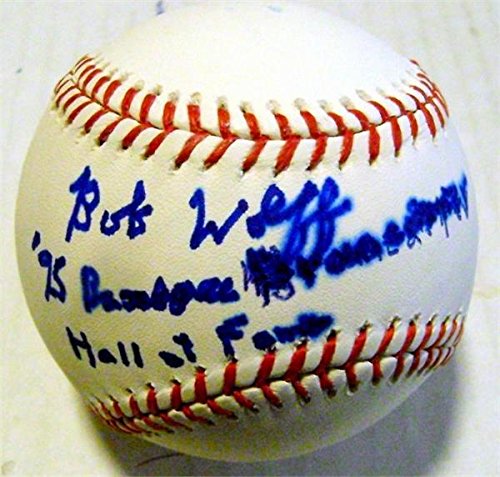 Bob Wolff
'95 Baseball
Hall of Fame